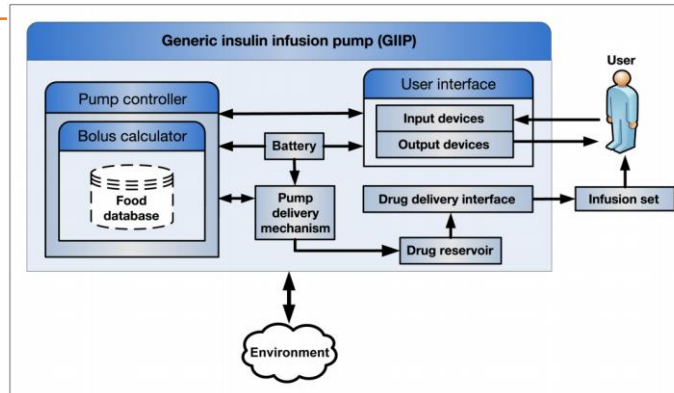 Generic insulin infusion pump (GIIP)
User
User interface
Pump controller
Input devices
Bolus calculator
Battery
Output devices
Food
database
Pump
delivery
mechanism
Drug delivery interface
Infusion set
Drug reservoir
Environment